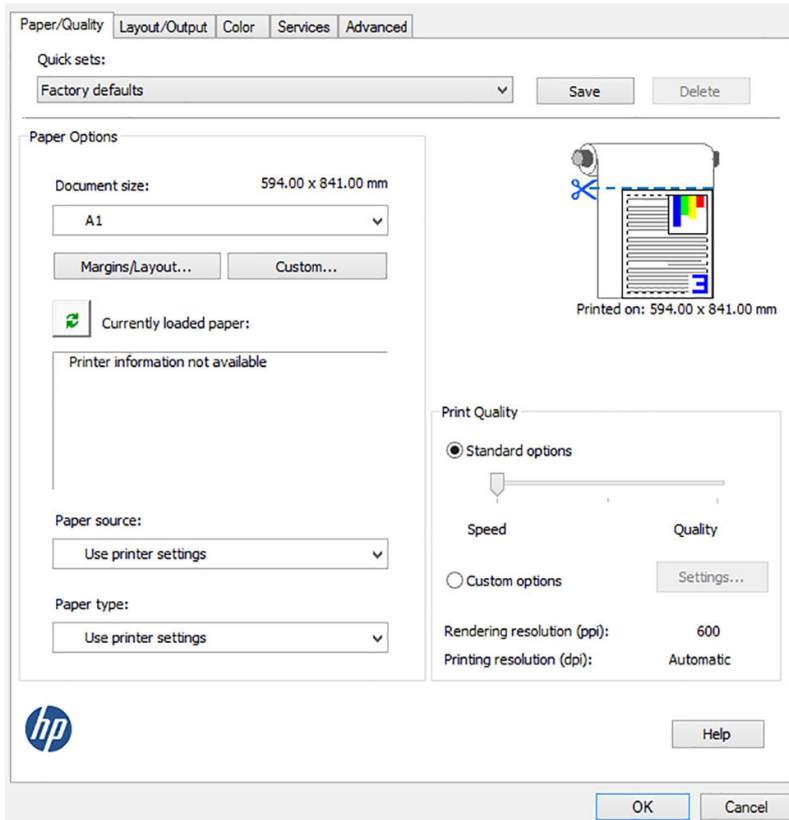 Paper/Quality Layout/Output Color Services Advanced
Quick sets:
Factory defaults
Save
Delete
Paper Options
Document size: 594.00 x 841.00 mm
A1
Margins/Layout...
Custom...
Printed on: 594.00 x 841.00 mm
Currently loaded paper:
Printer information not available
Print Quality
Standard options
Speed
Quality
Custom options
Settings...
Rendering resolution (ppi): 600
Printing resolution (dpi): Automatic
Paper source:
Use printer settings
Paper type:
Use printer settings
hp
Help
OK
Cancel